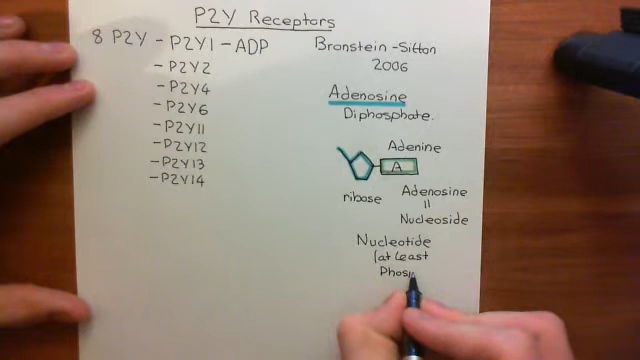 P2Y Receptors
8 P2Y - P2Y1 - ADP
- P2Y2
- P2Y4
- P2Y6
- P2Y11
- P2Y12
- P2Y13
- P2Y14
Bronstein-Sitton
2006
Adenosine
Diphosphate.
Adenine
A
ribose
Adenosine
||
Nucleoside
Nucleotide
(at least
Phos